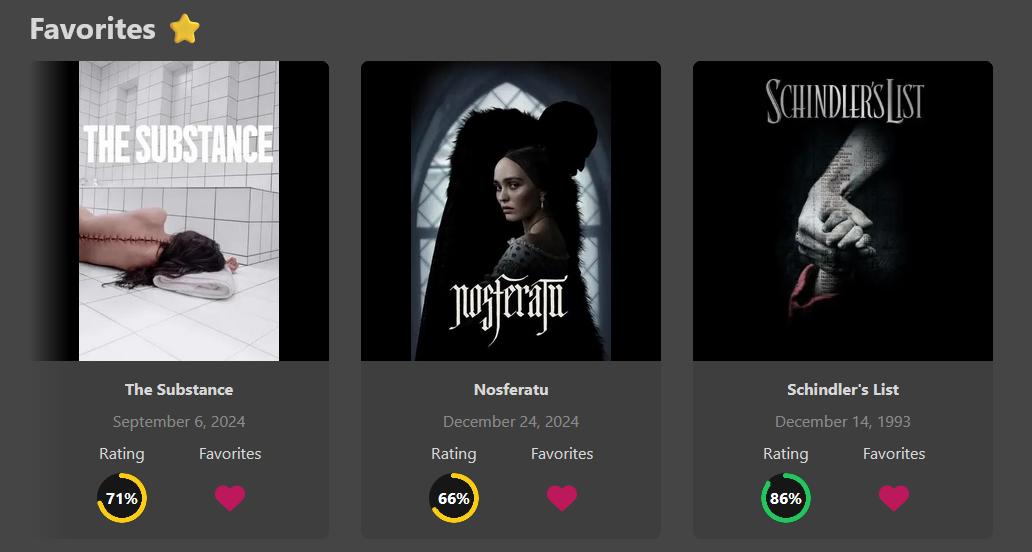 Favorites
THE SUBSTANCE
nosferatu
SCHINDLER'S LIST
The Substance
Nosferatu
Schindler's List
September 6, 2024
December 24, 2024
December 14, 1993
Rating Favorites
Rating Favorites
Rating Favorites
71%
66%
86%